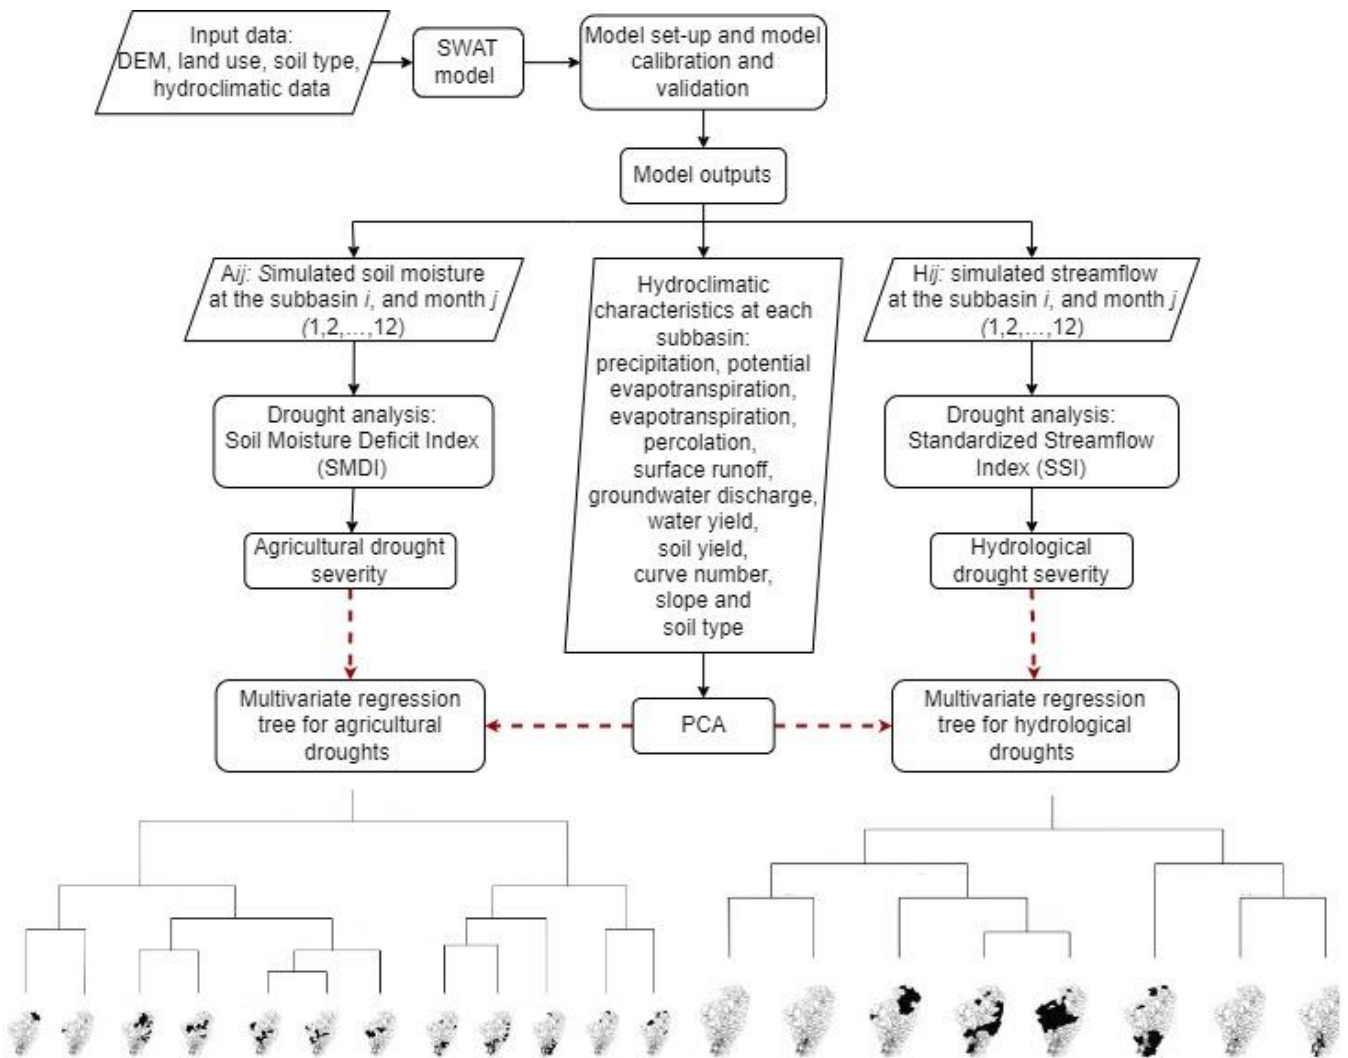 Input data:
DEM, land use, soil type,
hydroclimatic data
SWAT
model
Model set-up and model
calibration and
validation
Model outputs
Aij: Simulated soil moisture
at the subbasin i, and month j
(1,2,...,12)
Hydroclimatic
characteristics at each
subbasin:
precipitation, potential
evapotranspiration,
evapotranspiration,
percolation,
surface runoff,
groundwater discharge,
water yield,
soil yield,
curve number,
slope and
soil type
Hij: simulated streamflow
at the subbasin i, and month j
(1,2,...,12)
Drought analysis:
Soil Moisture Deficit Index
(SMDI)
Drought analysis:
Standardized Streamflow
Index (SSI)
Agricultural drought
severity
Hydrological
drought severity
Multivariate regression
tree for agricultural
droughts
PCA
Multivariate regression
tree for hydrological
droughts